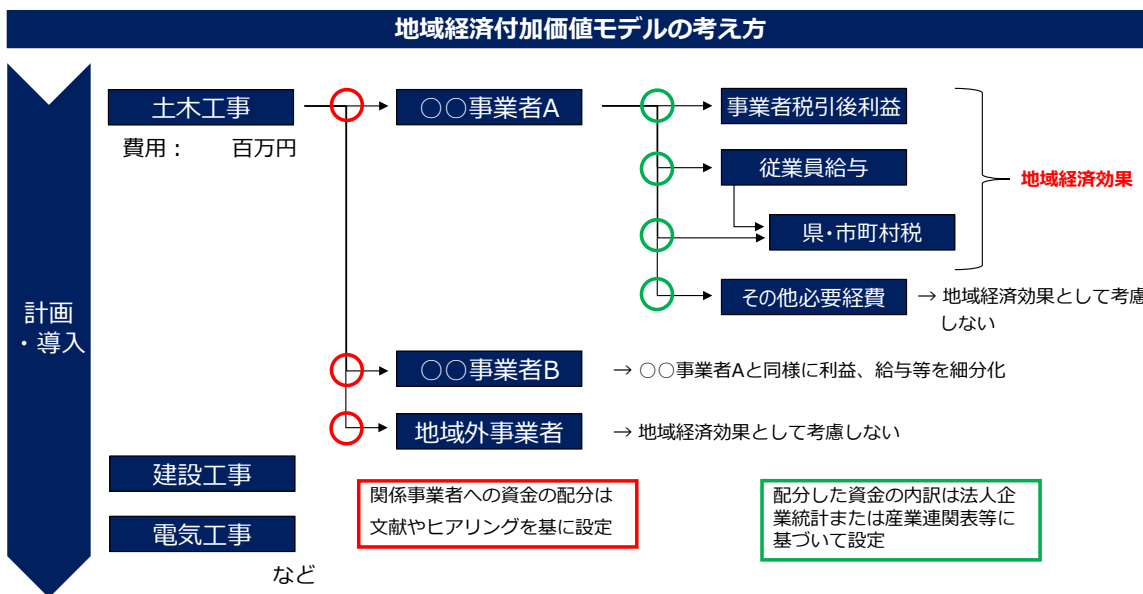 地域経済付加価値モデルの考え方
計画
・導入
土木工事
費用： 百万円
〇〇事業者A
事業者税引後利益
従業員給与
県・市町村税
その他必要経費
地域経済効果
→ 地域経済効果として考慮
しない
〇〇事業者B
→ 〇〇事業者Aと同様に利益、給与等を細分化
地域外事業者
→ 地域経済効果として考慮しない
建設工事
電気工事
など
関係事業者への資金の配分は
文献やヒアリングを基に設定
配分した資金の内訳は法人企
業統計または産業連関表等に
基づいて設定